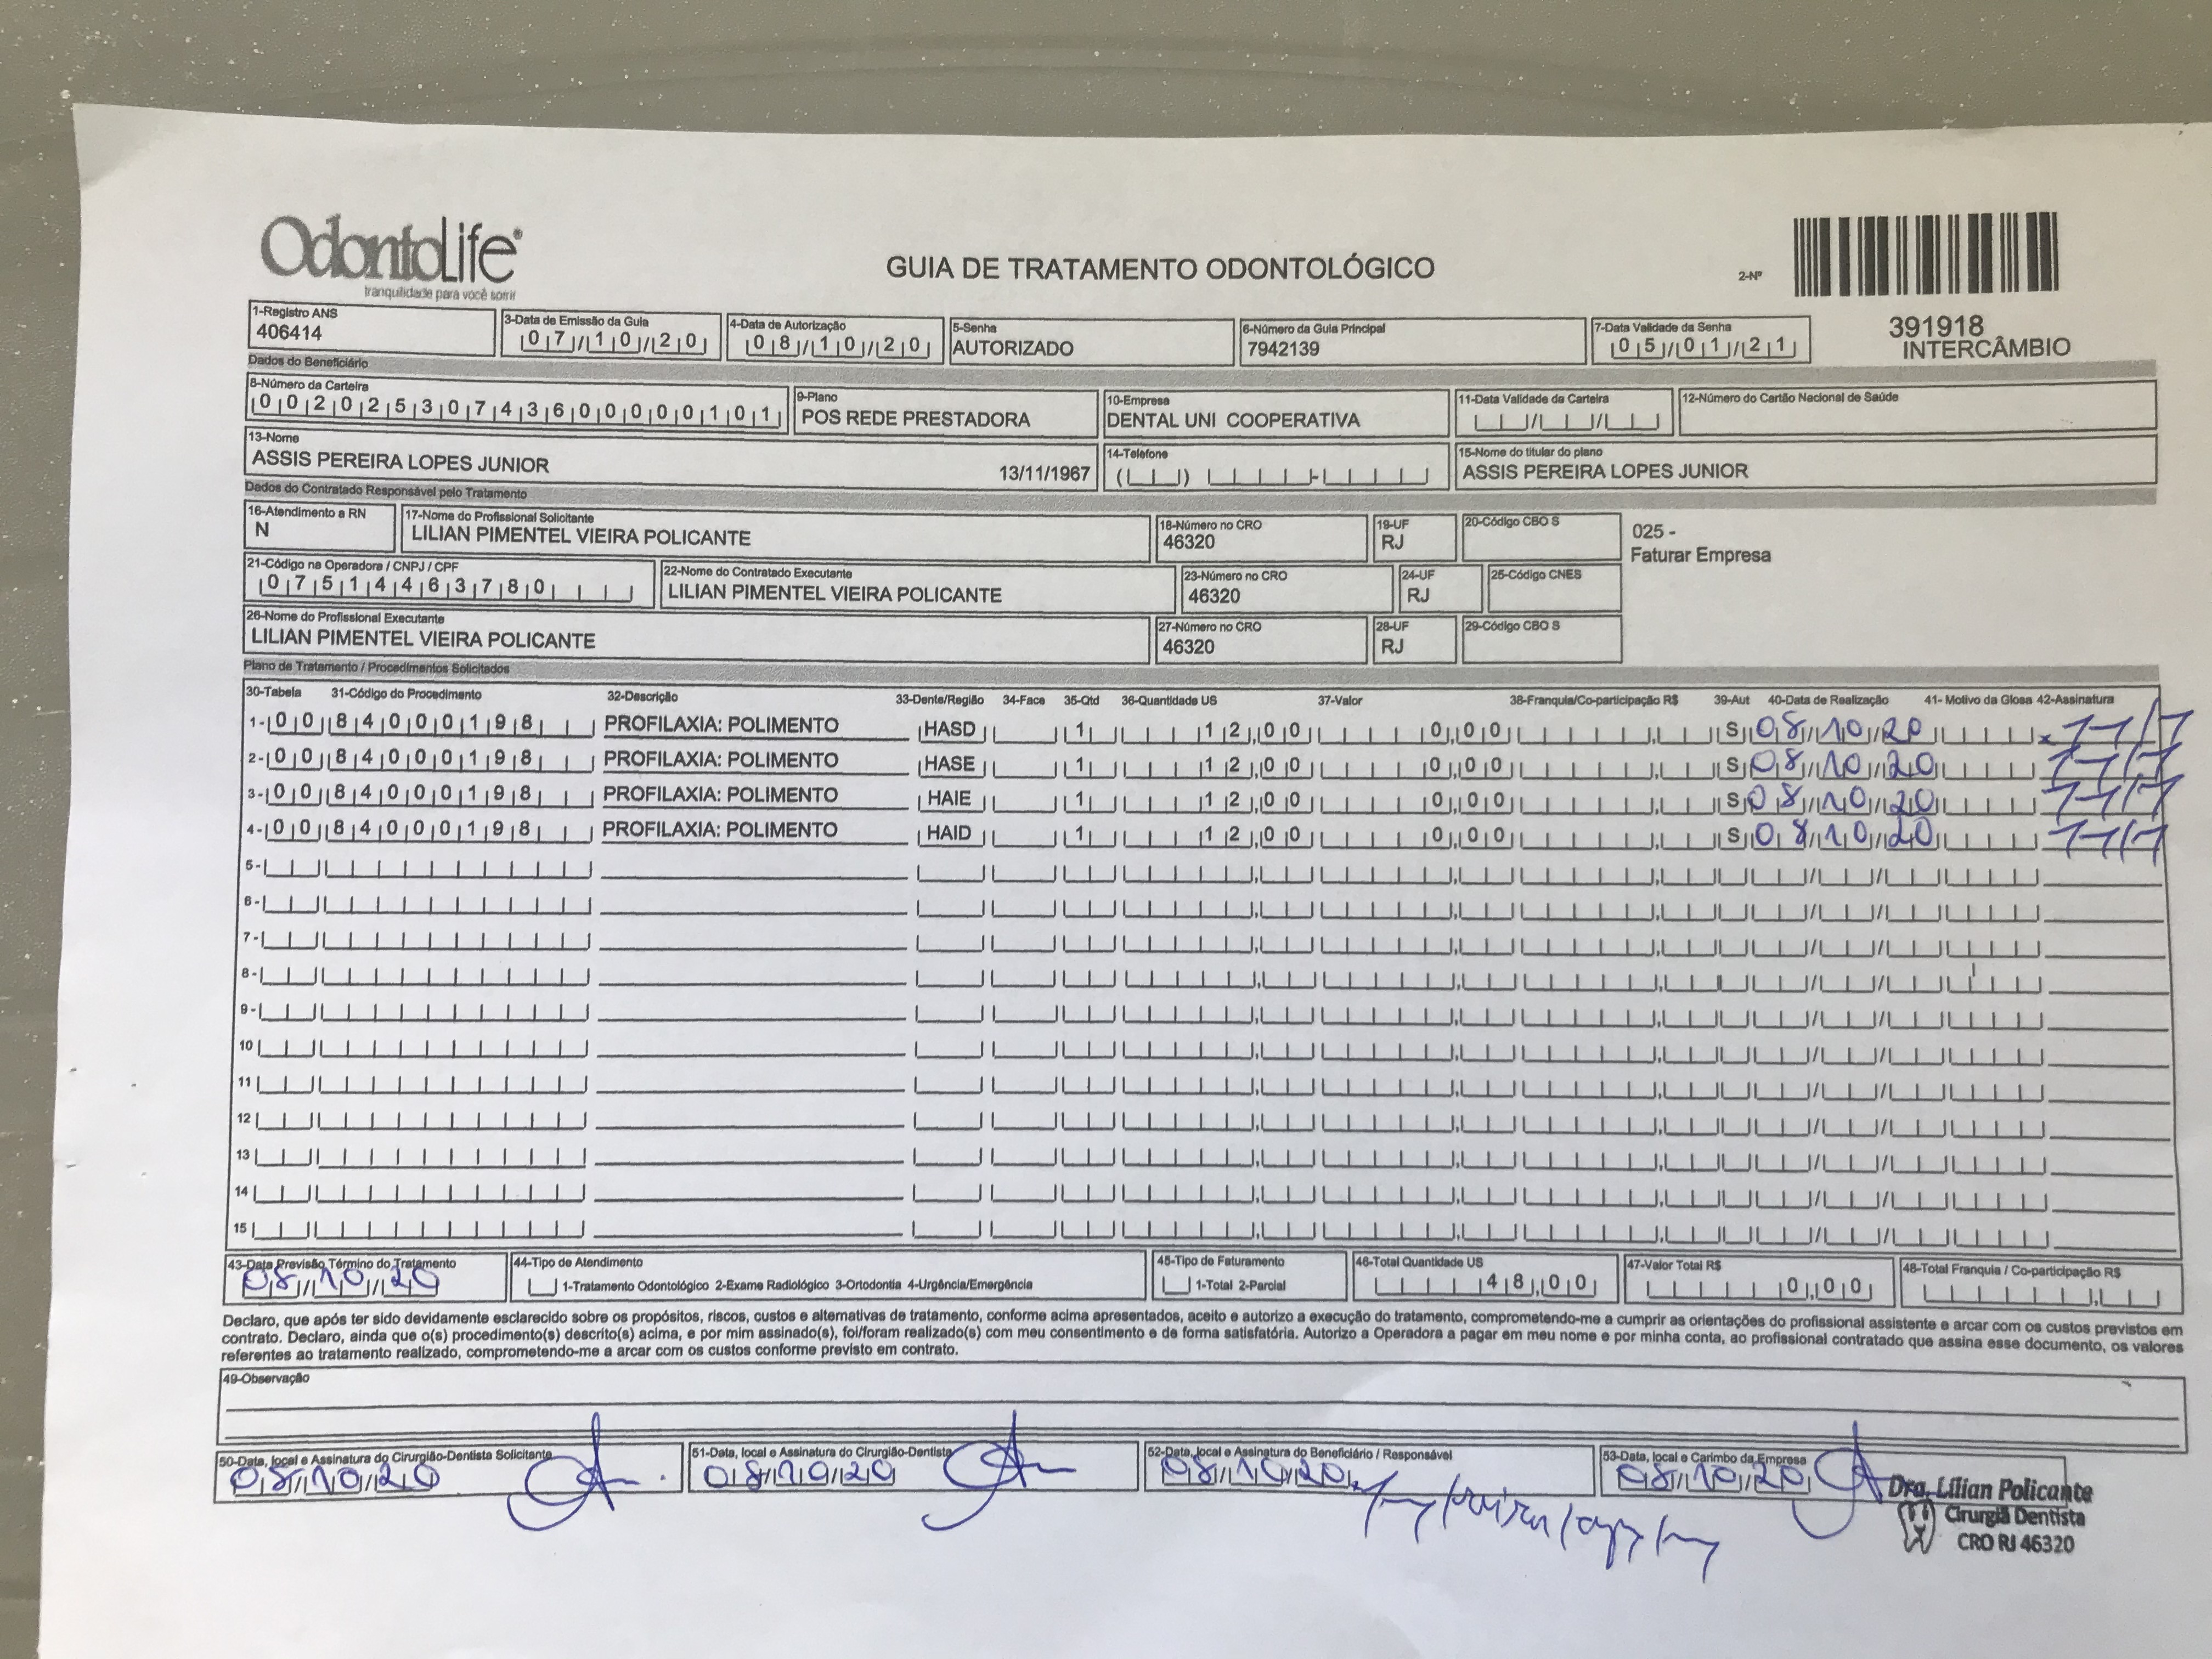 OdontoLife®
tranquilidade para você sorrir
GUIA DE TRATAMENTO ODONTOLÓGICO
2-Nº
391918
INTERCÂMBIO
1-Registro ANS
406414
3-Data de Emissão da Guia
07/10/20
4-Data de Autorização
08/10/20
5-Senha
AUTORIZADO
6-Número da Guia Principal
7942139
7-Data Validade da Senha
05/01/21
Dados do Beneficiário
8-Número da Carteira
00202530743600000101
9-Plano
POS REDE PRESTADORA
10-Empresa
DENTAL UNI COOPERATIVA
11-Data Validade da Carteira
12-Número do Cartão Nacional de Saúde
13-Nome
ASSIS PEREIRA LOPES JUNIOR 13/11/1967
14-Telefone
15-Nome do titular do plano
ASSIS PEREIRA LOPES JUNIOR
Dados do Contratado Responsável pelo Tratamento
16-Atendimento a RN
N
17-Nome do Profissional Solicitante
LILIAN PIMENTEL VIEIRA POLICANTE
18-Número no CRO
46320
19-UF
RJ
20-Código CBO S
025 -
Faturar Empresa
21-Código na Operadora / CNPJ / CPF
07514463780
22-Nome do Contratado Executante
LILIAN PIMENTEL VIEIRA POLICANTE
23-Número no CRO
46320
24-UF
RJ
25-Código CNES
26-Nome do Profissional Executante
LILIAN PIMENTEL VIEIRA POLICANTE
27-Número no CRO
46320
28-UF
RJ
29-Código CBO S
Plano de Tratamento / Procedimentos Solicitados
30-Tabela 31-Código do Procedimento 32-Descrição 33-Dente/Região 34-Face 35-Qtd 36-Quantidade US 37-Valor 38-Franquia/Co-participação R$ 39-Aut 40-Data de Realização 41- Motivo da Glosa 42-Assinatura
1- 00 84000198 PROFILAXIA: POLIMENTO HASD 1 12,00 0,00 S 08/10/20
2- 00 84000198 PROFILAXIA: POLIMENTO HASE 1 12,00 0,00 S 08/10/20
3- 00 84000198 PROFILAXIA: POLIMENTO HAIE 1 12,00 0,00 S 08/10/20
4- 00 84000198 PROFILAXIA: POLIMENTO HAID 1 12,00 0,00 S 08/10/20
5-
6-
7-
8-
9-
10
11
12
13
14
15
43-Data Previsão Término do Tratamento
08/10/20
44-Tipo de Atendimento
1-Tratamento Odontológico 2-Exame Radiológico 3-Ortodontia 4-Urgência/Emergência
45-Tipo de Faturamento
1-Total 2-Parcial
46-Total Quantidade US
48,00
47-Valor Total R$
0,00
48-Total Franquia / Co-participação R$
Declaro, que após ter sido devidamente esclarecido sobre os propósitos, riscos, custos e alternativas de tratamento, conforme acima apresentados, aceito e autorizo a execução do tratamento, comprometendo-me a cumprir as orientações do profissional assistente e arcar com os custos previstos em
contrato. Declaro, ainda que o(s) procedimento(s) descrito(s) acima, e por mim assinado(s), foi/foram realizado(s) com meu consentimento e de forma satisfatória. Autorizo a Operadora a pagar em meu nome e por minha conta, ao profissional contratado que assina esse documento, os valores
referentes ao tratamento realizado, comprometendo-me a arcar com os custos conforme previsto em contrato.
49-Observação
50-Data, local e Assinatura do Cirurgião-Dentista Solicitante
08/10/20
51-Data, local e Assinatura do Cirurgião-Dentista
08/10/20
52-Data, local e Assinatura do Beneficiário / Responsável
08/10/20
53-Data, local e Carimbo da Empresa
08/10/20
Dra. Lílian Policante
Cirurgiã Dentista
CRO RJ 46320